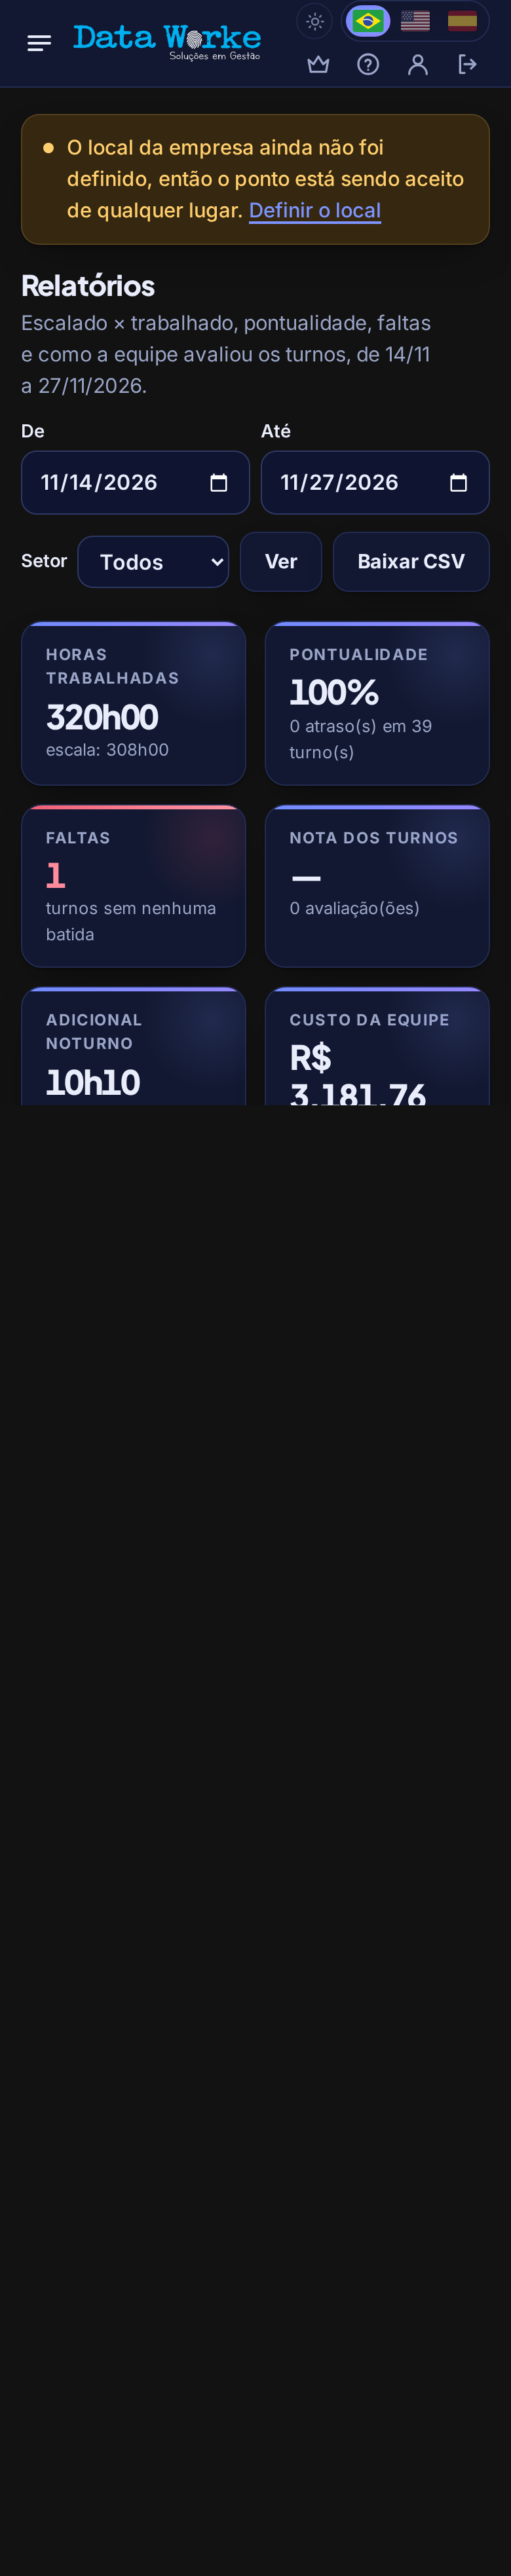 Data Worke
Soluções em Gestão
O local da empresa ainda não foi
definido, então o ponto está sendo aceito
de qualquer lugar. Definir o local
Relatórios
Escalado × trabalhado, pontualidade, faltas
e como a equipe avaliou os turnos, de 14/11
a 27/11/2026.
De
Até
11/14/2026
11/27/2026
Setor
Todos
Ver
Baixar CSV
HORAS
TRABALHADAS
320h00
escala: 308h00
PONTUALIDADE
100%
0 atraso(s) em 39
turno(s)
FALTAS
1
turnos sem nenhuma
batida
NOTA DOS TURNOS
—
0 avaliação(ões)
ADICIONAL
NOTURNO
10h10
CUSTO DA EQUIPE
R$
3.181,76